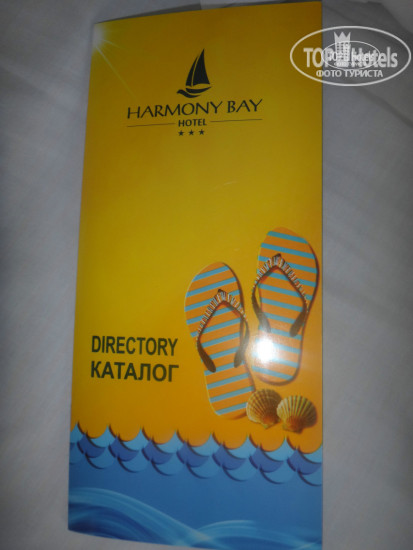 TOPHotels
ФОТО ТУРИСТА
HARMONY BAY
HOTEL
★★★
DIRECTORY
КАТАЛОГ